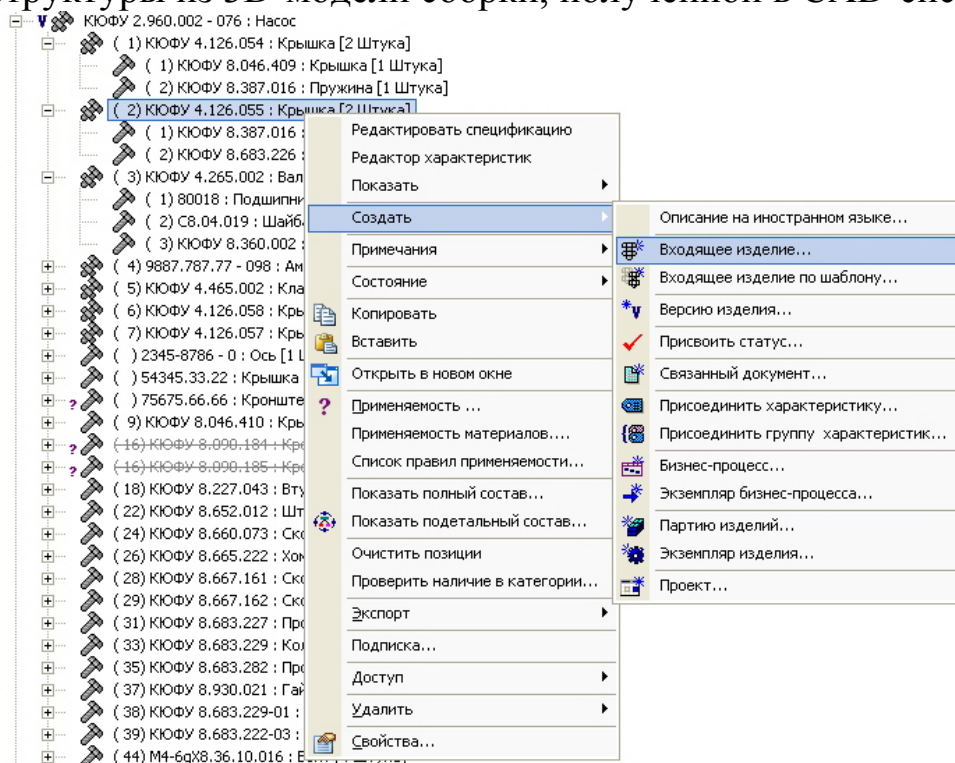 структуры из 3D-модели сборки, полученной в CAD-сис
КЮФУ 2.960.002 - 076 : Насос
( 1) КЮФУ 4.126.054 : Крышка [2 Штука]
( 1) КЮФУ 8.046.409 : Крышка [1 Штука]
( 2) КЮФУ 8.387.016 : Пружина [1 Штука]
( 2) КЮФУ 4.126.055 : Крышка [2 Штука]
( 1) КЮФУ 8.387.016 :
( 2) КЮФУ 8.683.226 :
( 3) КЮФУ 4.265.002 : Вал
( 1) 80018 : Подшипни
( 2) С8.04.019 : Шайб
( 3) КЮФУ 8.360.002 :
( 4) 9887.787.77 - 098 : Ам
( 5) КЮФУ 4.465.002 : Кла
( 6) КЮФУ 4.126.058 : Кры
( 7) КЮФУ 4.126.057 : Кры
( ) 2345-8786 - 0 : Ось [1 Ш
( ) 54345.33.22 : Крышка
( ) 75675.66.66 : Кронште
( 9) КЮФУ 8.046.410 : Кры
(16) КЮФУ 8.090.184 : Кро
(16) КЮФУ 8.090.185 : Кро
(18) КЮФУ 8.227.043 : Вту
(22) КЮФУ 8.652.012 : Шт
(24) КЮФУ 8.660.073 : Ско
(26) КЮФУ 8.665.222 : Хом
(28) КЮФУ 8.667.161 : Ско
(29) КЮФУ 8.667.162 : Ско
(31) КЮФУ 8.683.227 : Про
(33) КЮФУ 8.683.229 : Кол
(35) КЮФУ 8.683.282 : Про
(37) КЮФУ 8.930.021 : Гай
(38) КЮФУ 8.683.229-01 :
(39) КЮФУ 8.683.222-03 :
(44) М4-6gX8.36.10.016 :
Редактировать спецификацию
Редактор характеристик
Показать
Создать
Примечания
Состояние
Копировать
Вставить
Открыть в новом окне
Применяемость ...
Применяемость материалов....
Список правил применяемости...
Показать полный состав...
Показать подетальный состав...
Очистить позиции
Проверить наличие в категории...
Экспорт
Подписка...
Доступ
Удалить
Свойства...
Описание на иностранном языке...
Входящее изделие...
Входящее изделие по шаблону...
Версию изделия...
Присвоить статус...
Связанный документ...
Присоединить характеристику...
Присоединить группу характеристик...
Бизнес-процесс...
Экземпляр бизнес-процесса...
Партию изделий...
Экземпляр изделия...
Проект...